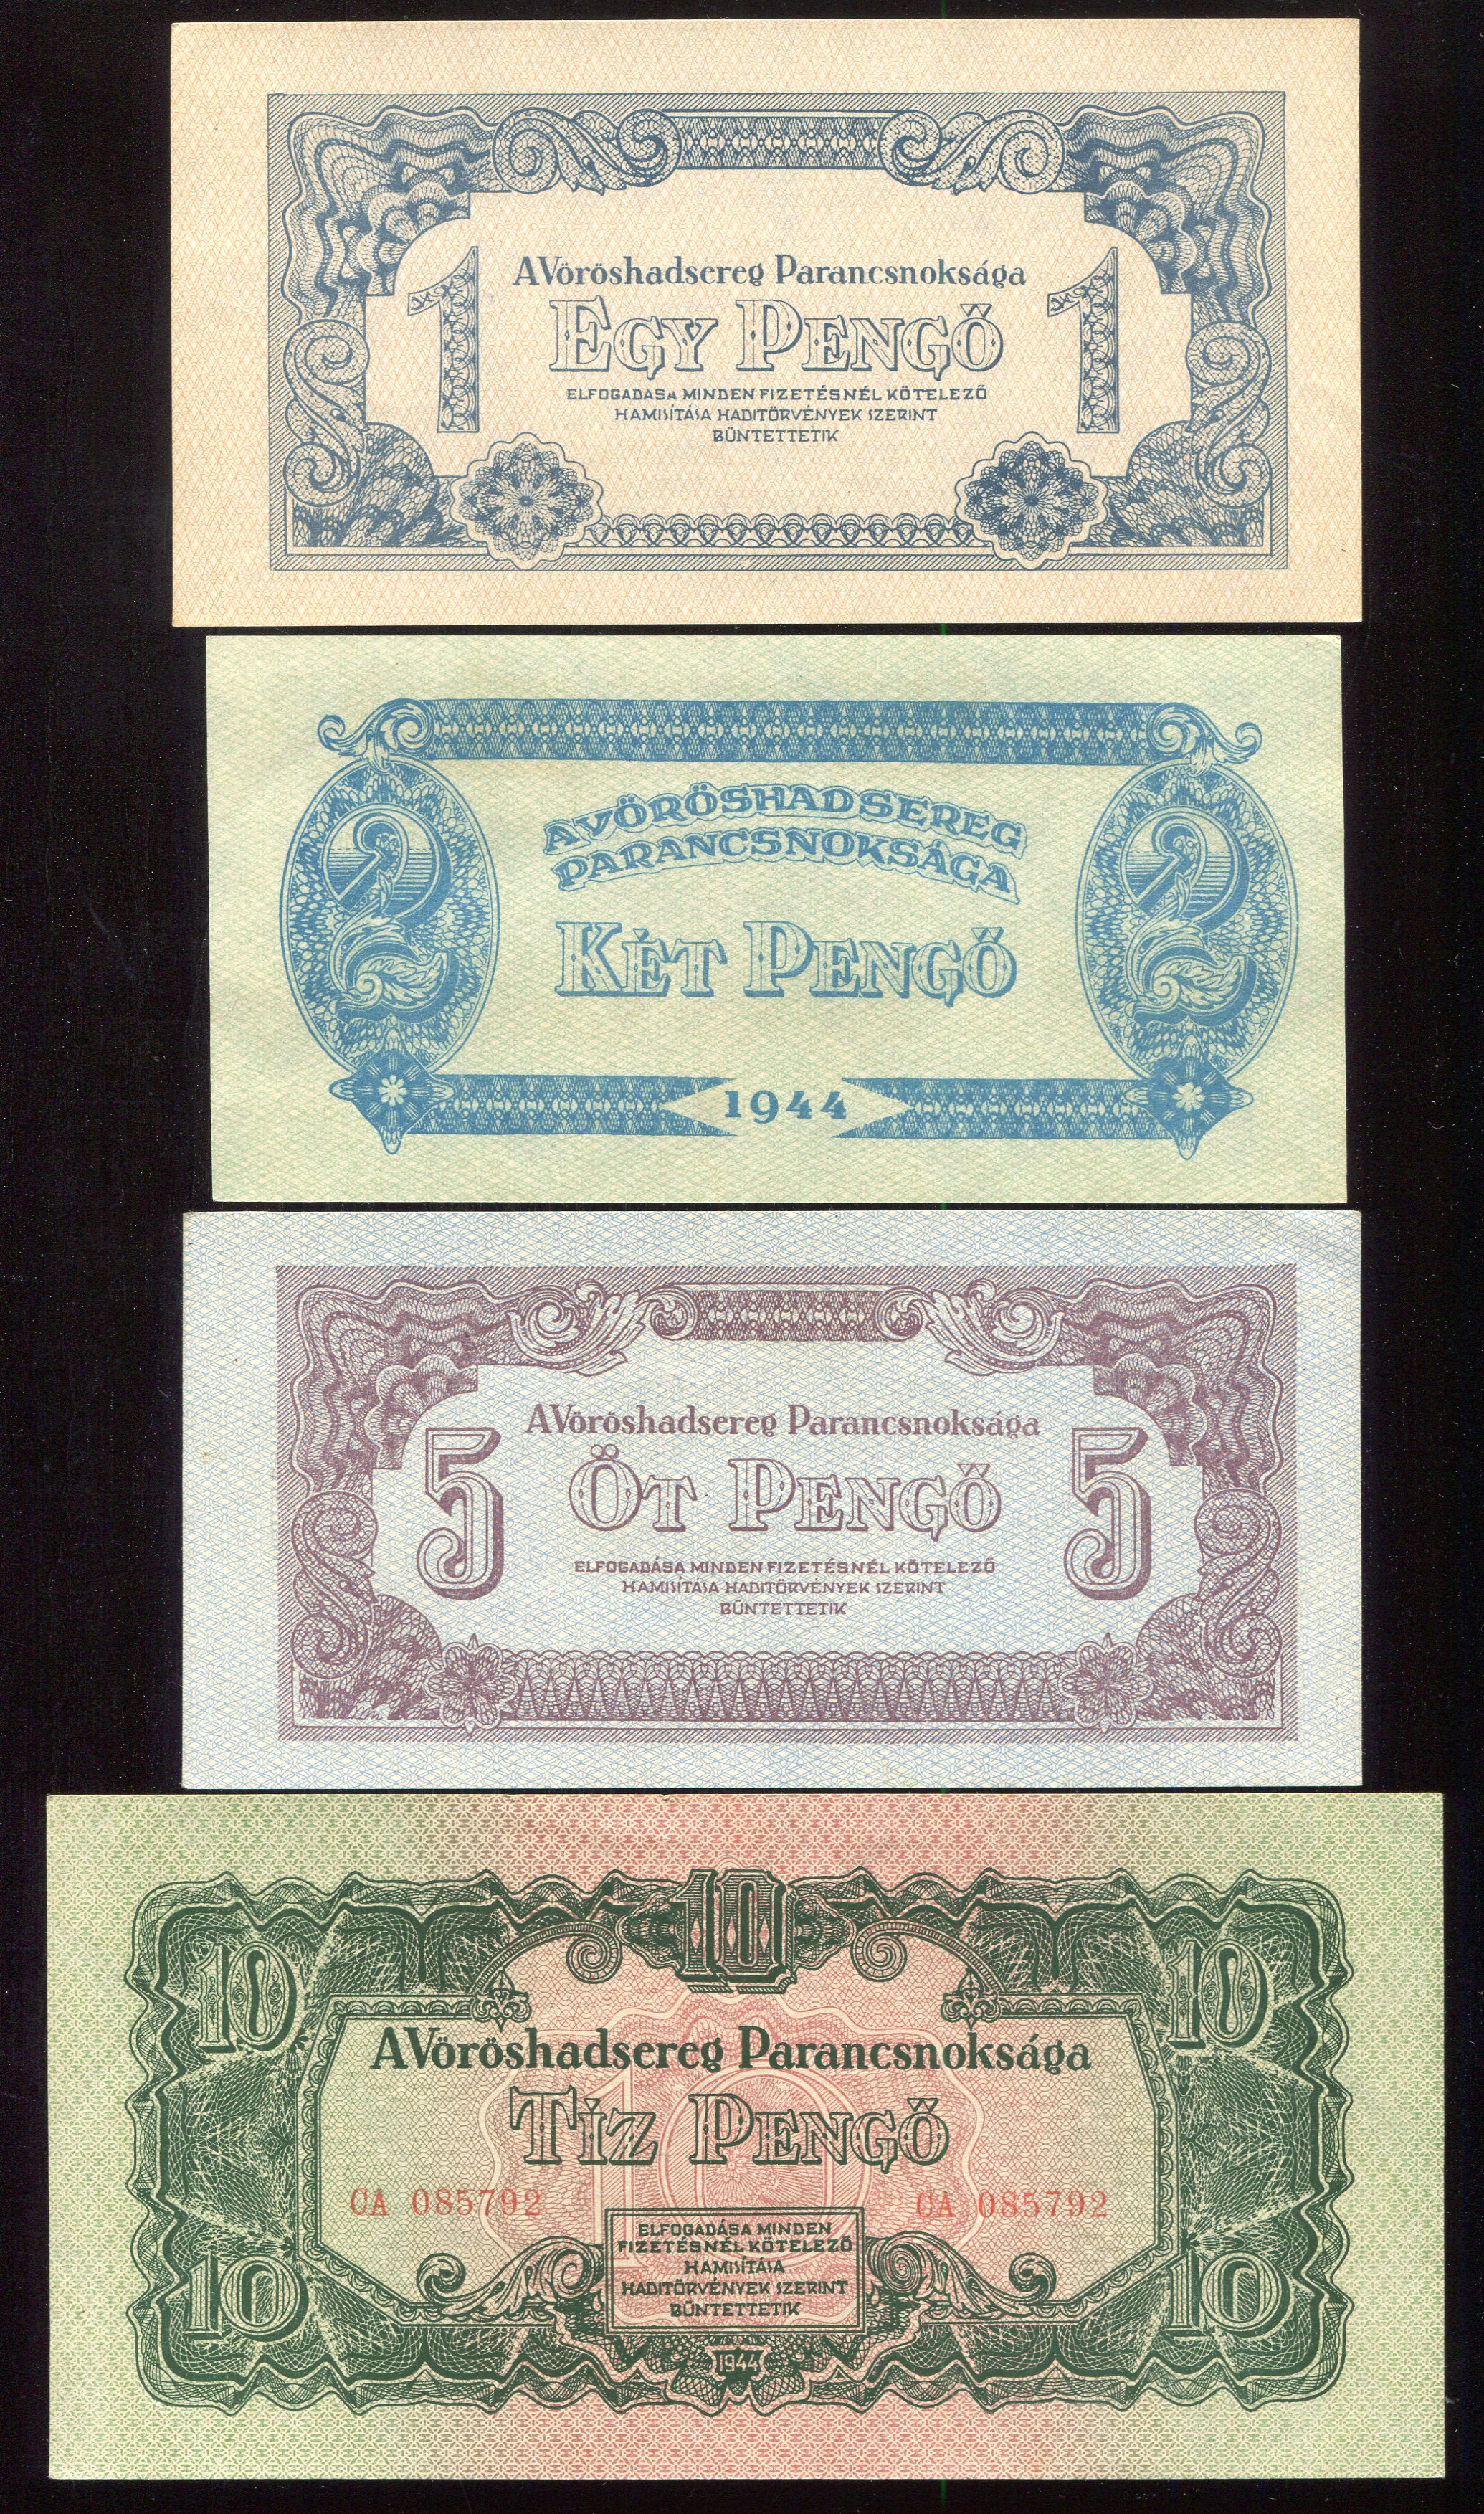 A Vöröshadsereg Parancsnoksága
1 EGY PENGŐ 1
ELFOGADÁSA MINDEN FIZETÉSNÉL KÖTELEZŐ
HAMISÍTÁSA HADITÖRVÉNYEK SZERINT
BÜNTETTETIK
A VÖRÖSHADSEREG
PARANCSNOKSÁGA
2 KÉT PENGŐ 2
1944
A Vöröshadsereg Parancsnoksága
5 ÖT PENGŐ 5
ELFOGADÁSA MINDEN FIZETÉSNÉL KÖTELEZŐ
HAMISÍTÁSA HADITÖRVÉNYEK SZERINT
BÜNTETTETIK
10
10 10
A Vöröshadsereg Parancsnoksága
TÍZ PENGŐ
10
CA 085792 CA 085792
ELFOGADÁSA MINDEN
FIZETÉSNÉL KÖTELEZŐ
HAMISÍTÁSA
HADITÖRVÉNYEK SZERINT
BÜNTETTETIK
10 10
1944